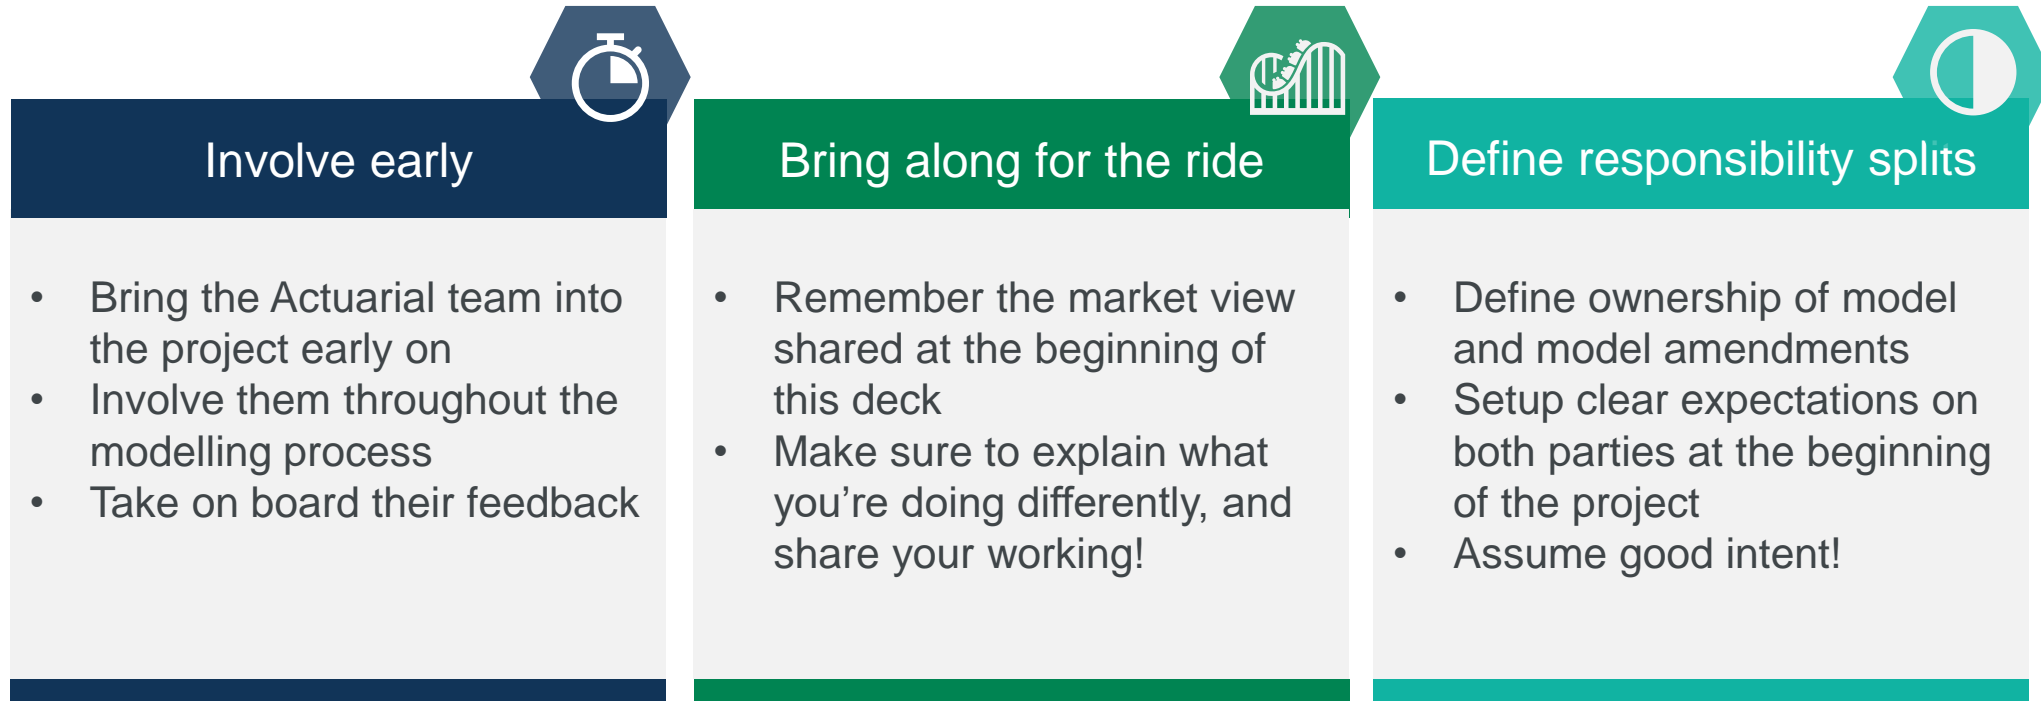 Involve early
• Bring the Actuarial team into
the project early on
• Involve them throughout the
modelling process
• Take on board their feedback
Bring along for the ride
• Remember the market view
shared at the beginning of
this deck
• Make sure to explain what
you’re doing differently, and
share your working!
Define responsibility splits
• Define ownership of model
and model amendments
• Setup clear expectations on
both parties at the beginning
of the project
• Assume good intent!